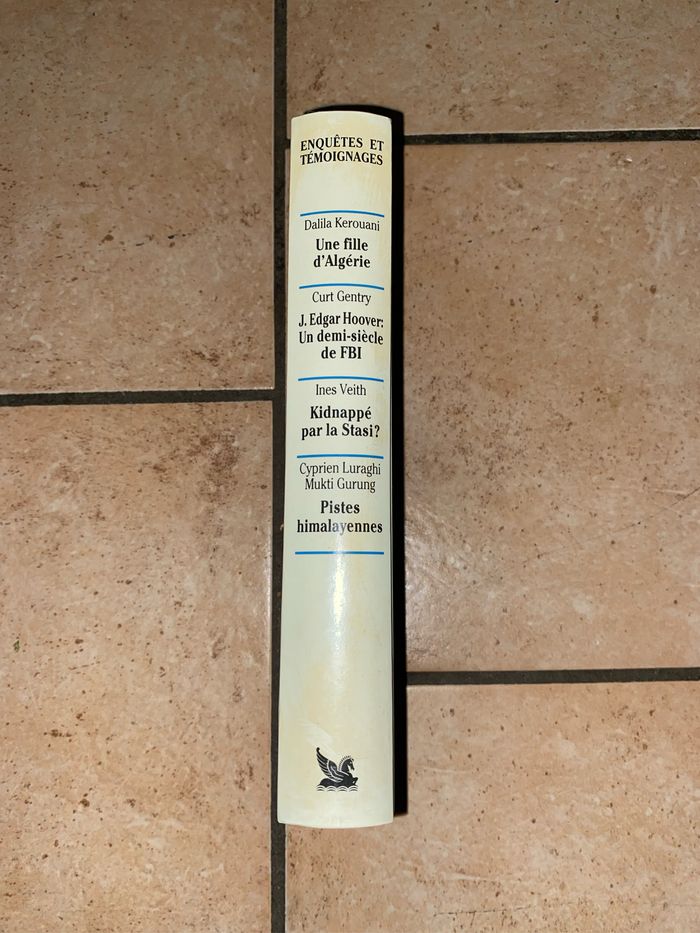 ENQUÊTES ET
TÉMOIGNAGES
Dalila Kerouani
Une fille
d'Algérie
Curt Gentry
J. Edgar Hoover:
Un demi-siècle
de FBI
Ines Veith
Kidnappé
par la Stasi?
Cyprien Luraghi
Mukti Gurung
Pistes
himalayennes